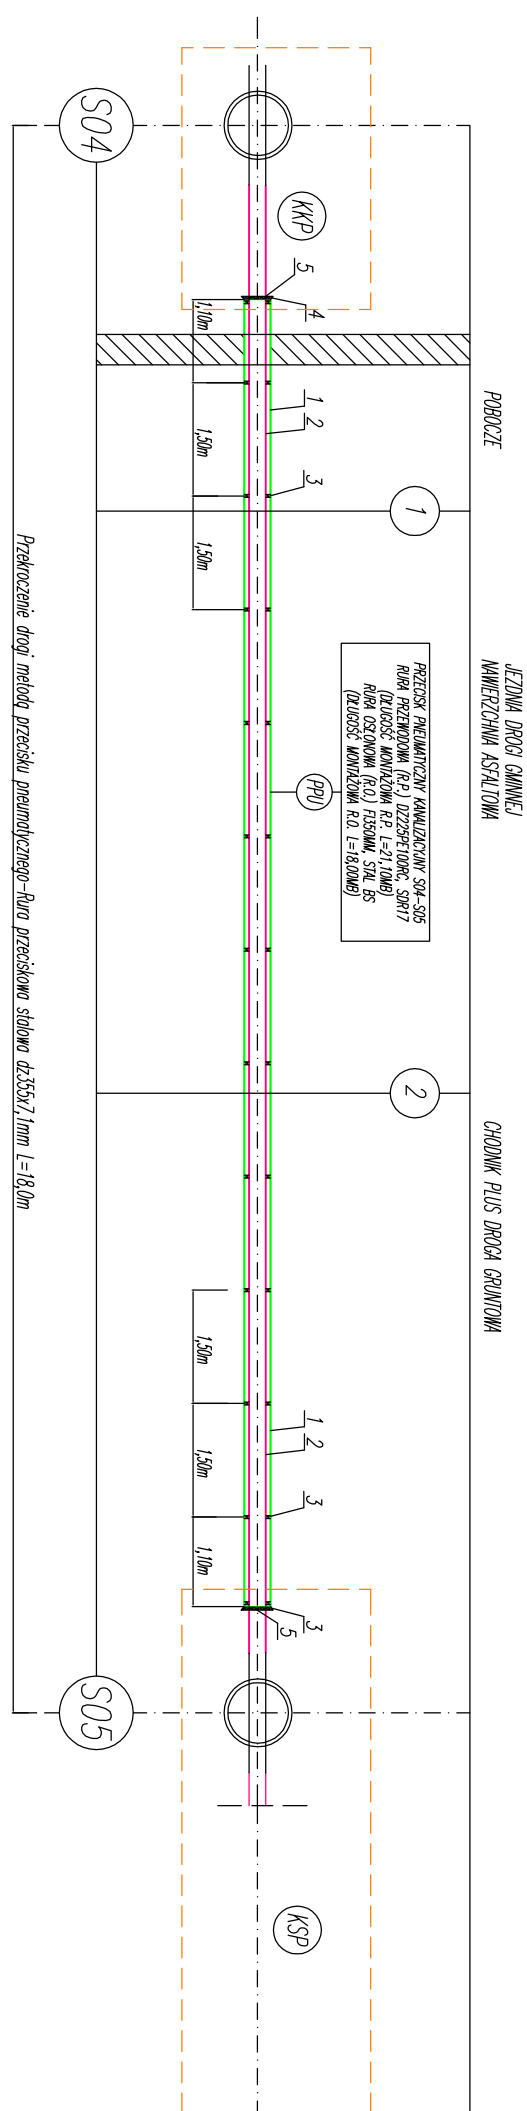 POBOCZE
JEZDNIA DROGI GMINNEJ
NAWIERZCHNIA ASFALTOWA
CHODNIK PLUS DROGA GRUNTOWA
1
2
PRZECISK PNEUMATYCZNY KANALIZACYJNY S04-S05
RURA PRZEWODOWA (R.P.) DZ225PE100RC, SDR17
(DŁUGOŚĆ MONTAŻOWA R.P. L=21,10MB)
RURA OSŁONOWA (R.O.) FI350MM, STAL BS
(DŁUGOŚĆ MONTAŻOWA R.O. L=18,00MB)
KKP
5
4
1
2
3
PPU
1
2
3
3
5
KSP
1,10m
1,50m
1,50m
1,50m
1,50m
1,10m
S04
S05
Przekroczenie drogi metodą przecisku pneumatycznego-Rura przeciskowa stalowa dz355x7,1mm L=18,0m